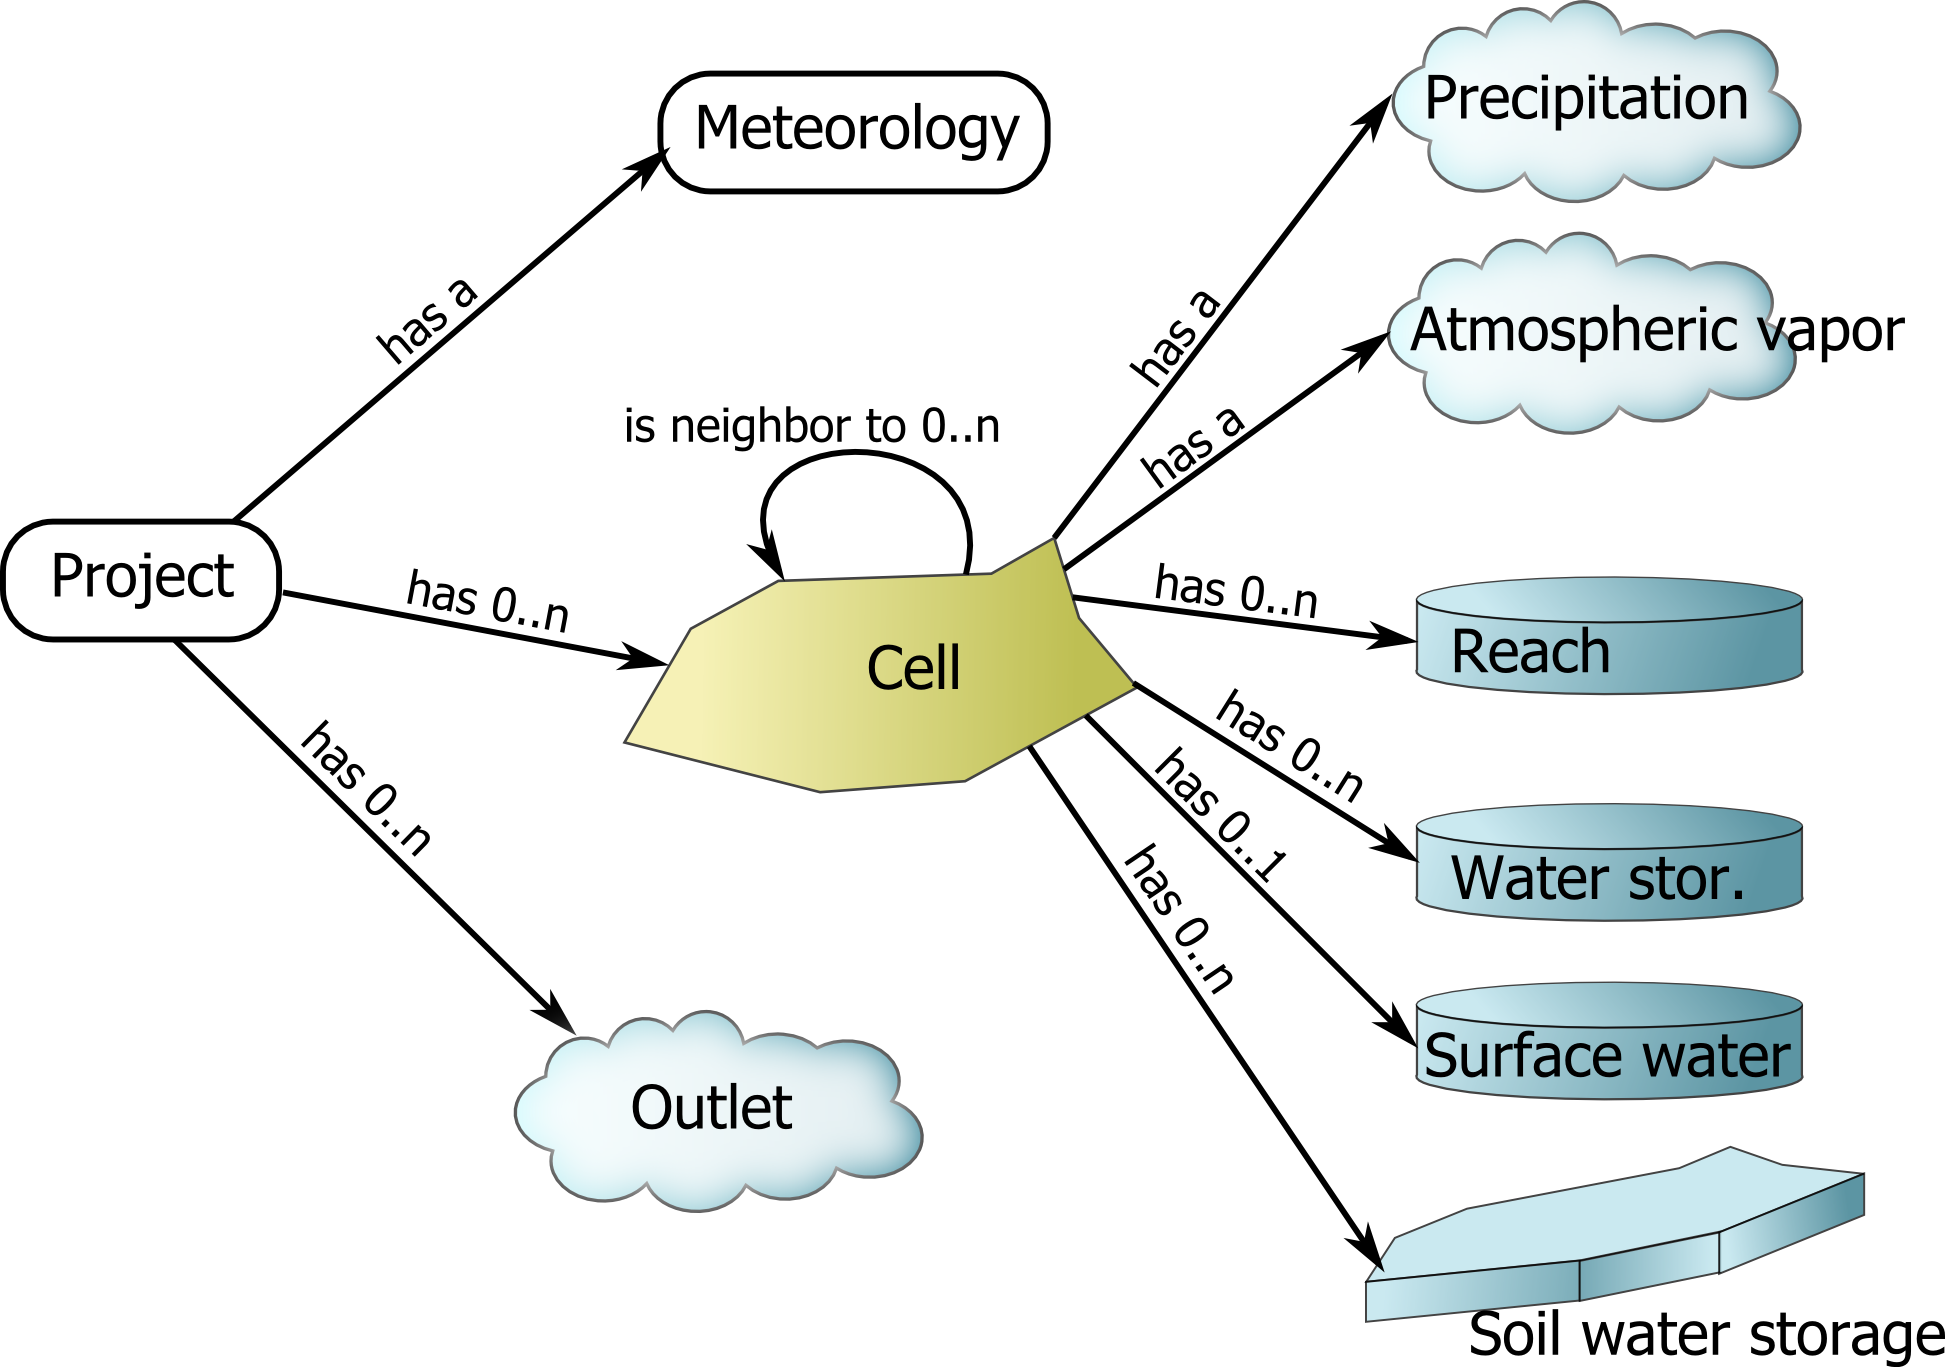 Precipitation
Meteorology
has a
has a
Atmospheric vapor
is neighbor to 0..n
has a
Project
has 0..n
has 0..n
Reach
Cell
has 0..n
has 0..n
has 0..1
Water stor.
has 0..n
Surface water
Outlet
Soil water storage